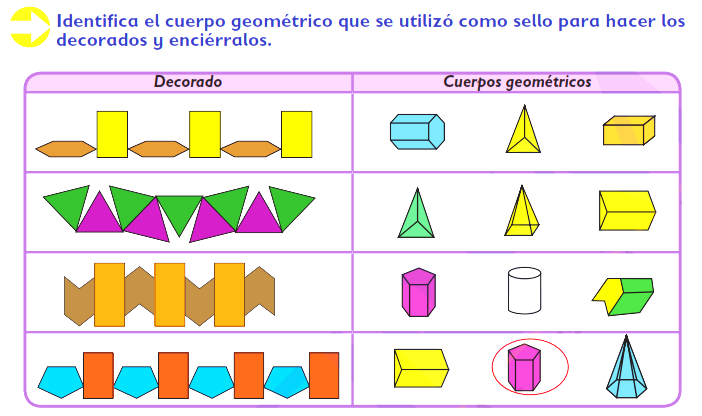 Identifica el cuerpo geométrico que se utilizó como sello para hacer los
decorados y enciérralos.
Decorado
Cuerpos geométricos